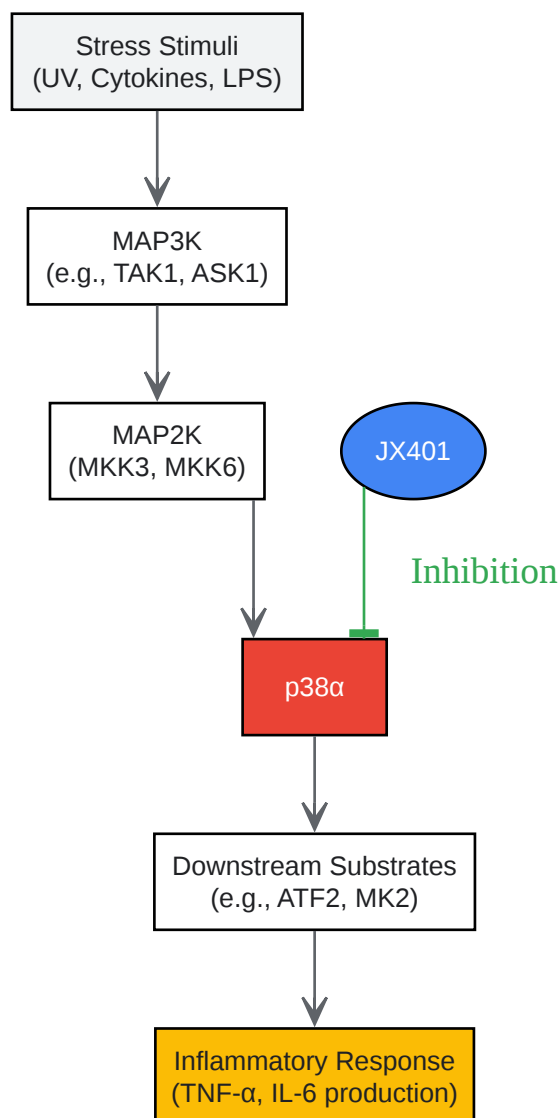 Stress Stimuli
(UV, Cytokines, LPS)
MAP3K
(e.g., TAK1, ASK1)
MAP2K
(MKK3, MKK6)
JX401
Inhibition
p38α
Downstream Substrates
(e.g., ATF2, MK2)
Inflammatory Response
(TNF-α, IL-6 production)